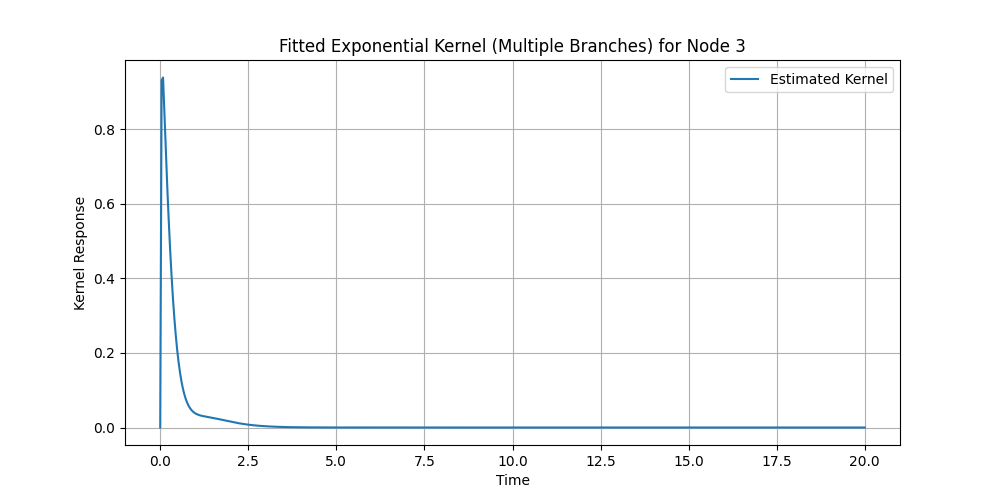 Fitted Exponential Kernel (Multiple Branches) for Node 3
Estimated Kernel
Kernel Response
0.8
0.6
0.4
0.2
0.0
0.0 2.5 5.0 7.5 10.0 12.5 15.0 17.5 20.0
Time